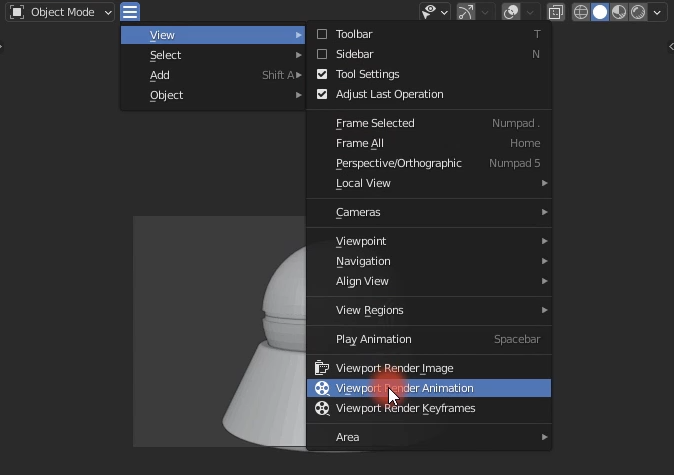 Object Mode
View
Select
Add Shift A
Object
Toolbar T
Sidebar N
Tool Settings
Adjust Last Operation
Frame Selected Numpad .
Frame All Home
Perspective/Orthographic Numpad 5
Local View
Cameras
Viewpoint
Navigation
Align View
View Regions
Play Animation Spacebar
Viewport Render Image
Viewport Render Animation
Viewport Render Keyframes
Area